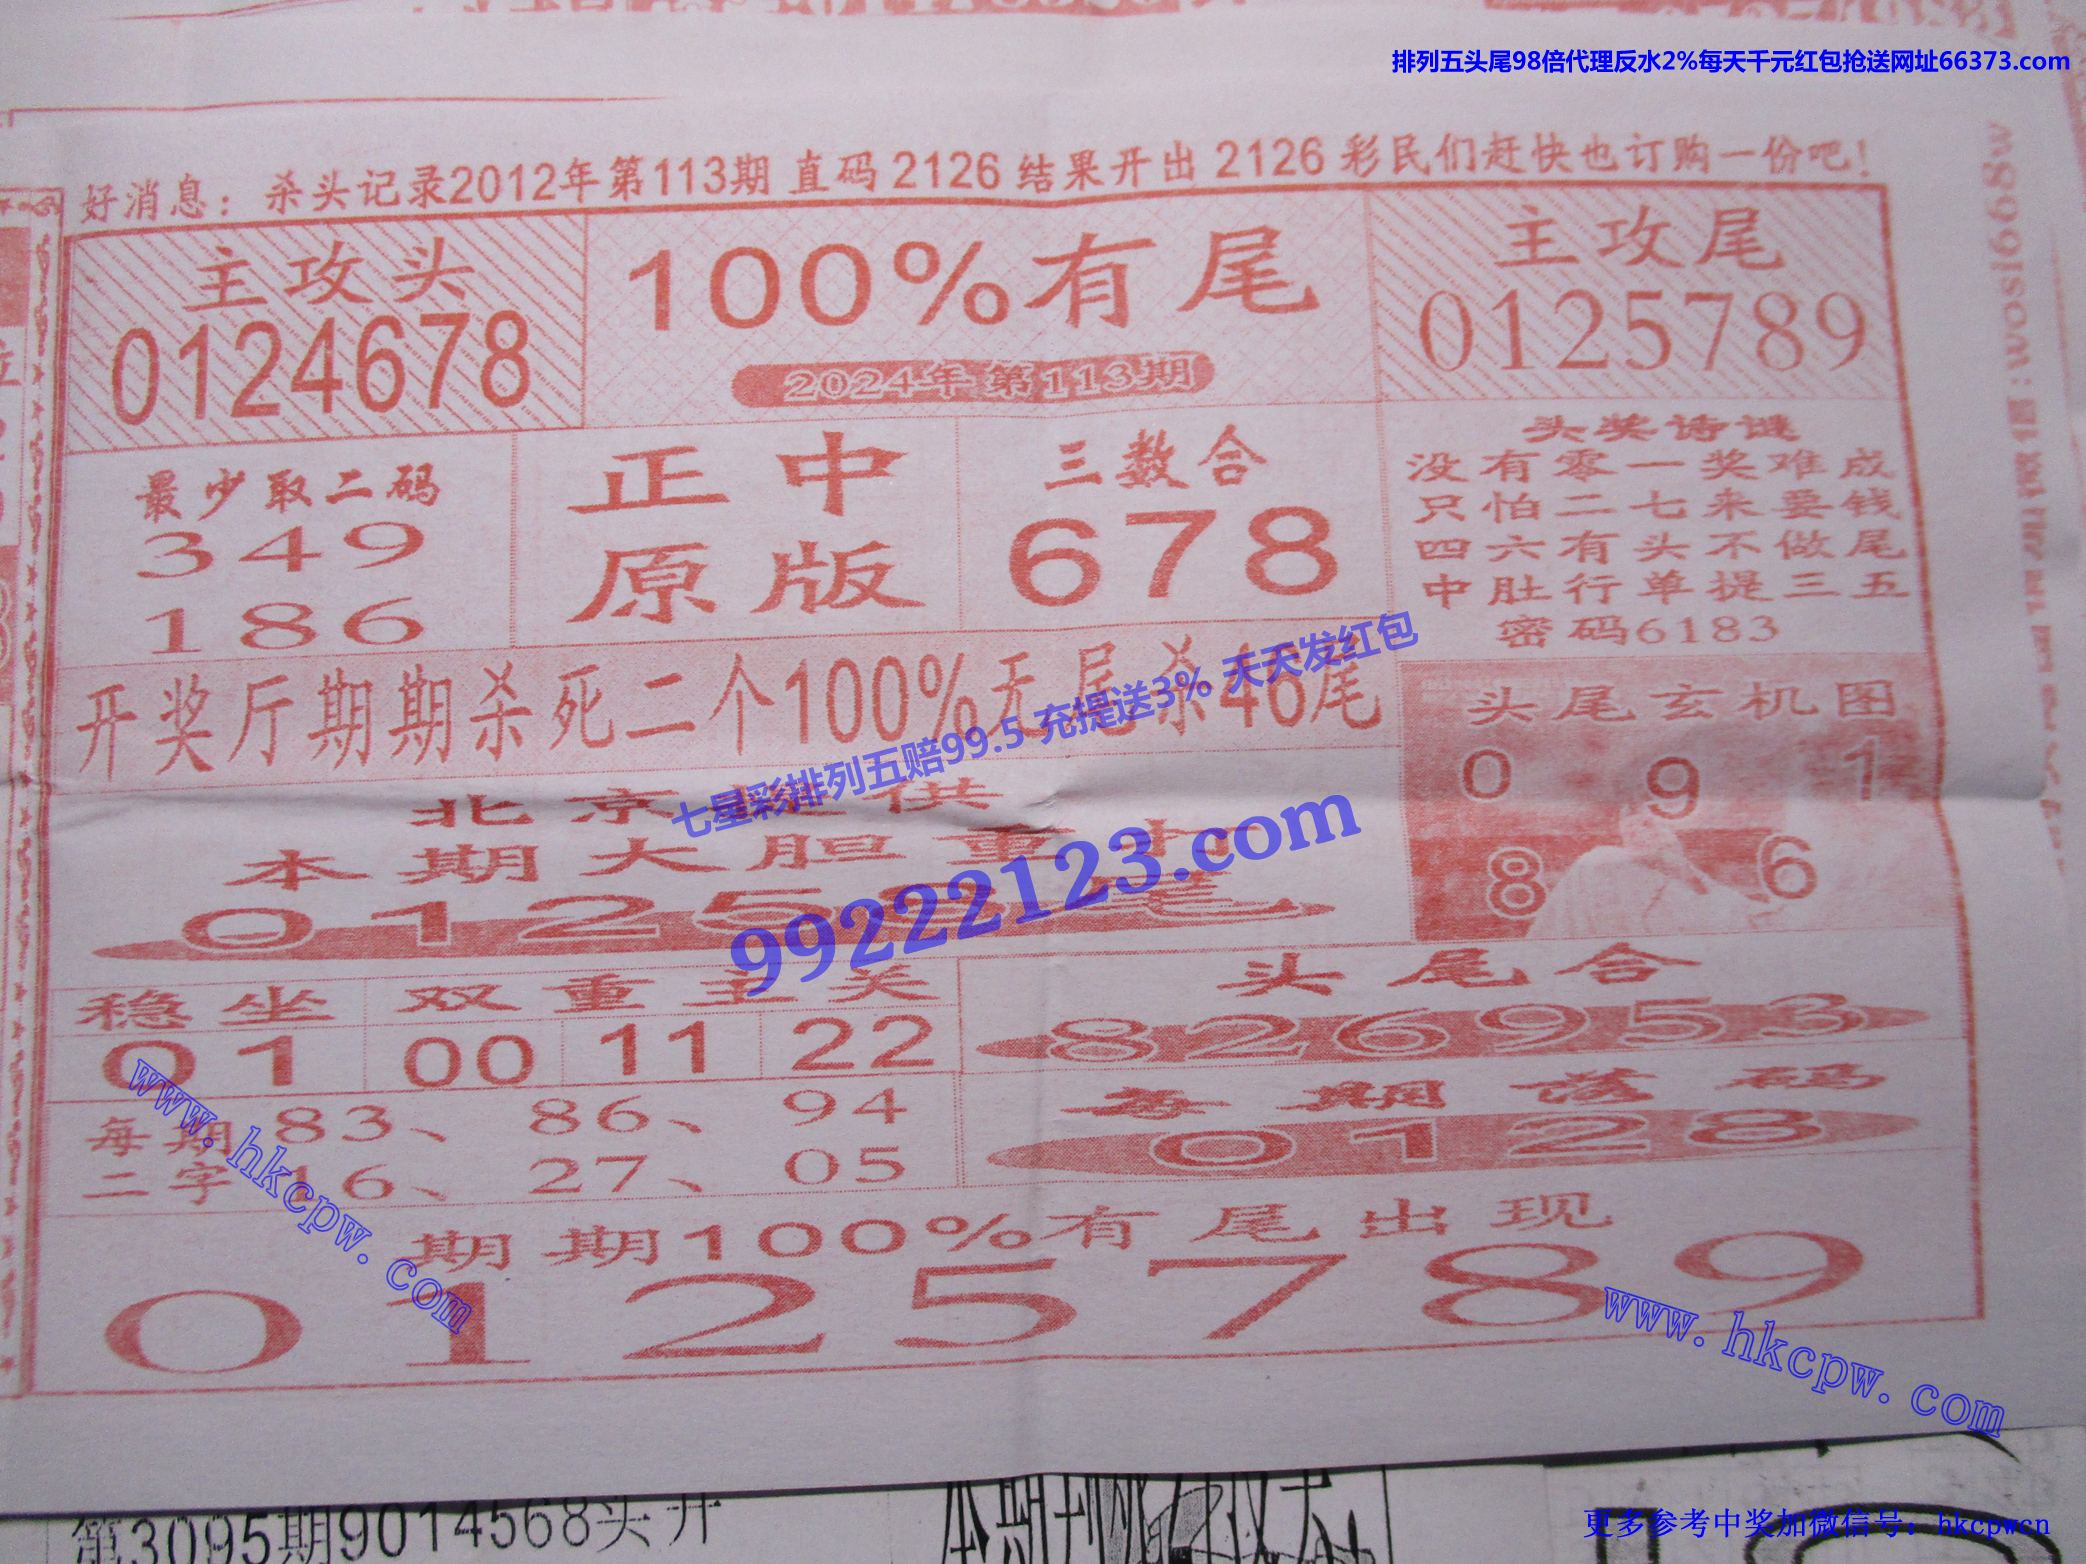 排列五头尾98倍代理反水2%每天千元红包抢送网址66373.com
好消息：杀头记录2012年第113期 直码 2126 结果开出 2126 彩民们赶快也订购一份吧！
主攻头
0124678
100%有尾
2024年第113期
主攻尾
0125789
最少取二码
349
186
正中
原版
三数合
678
头奖诗谜
没有零一奖难成
只怕二七来要钱
四六有头不做尾
中肚行单提三五
密码6183
开奖厅期期杀死二个100%无尾杀46尾
头尾玄机图
0 9 1
8 6
七星彩排列五赔99.5 充提送3% 天天发红包
99222123.com
北京提供
本期大胆重
稳坐
01
双重主关
00 11 22
头尾合
826953
每期
二字
83、 86、 94
16、 27、 05
每期送码
0128
期期100%有尾出现
0125789
www.hkcpw.com
www.hkcpw.com
wosi668w
第3095期9014568头开
更多参考中奖加微信号：hkcpwcn